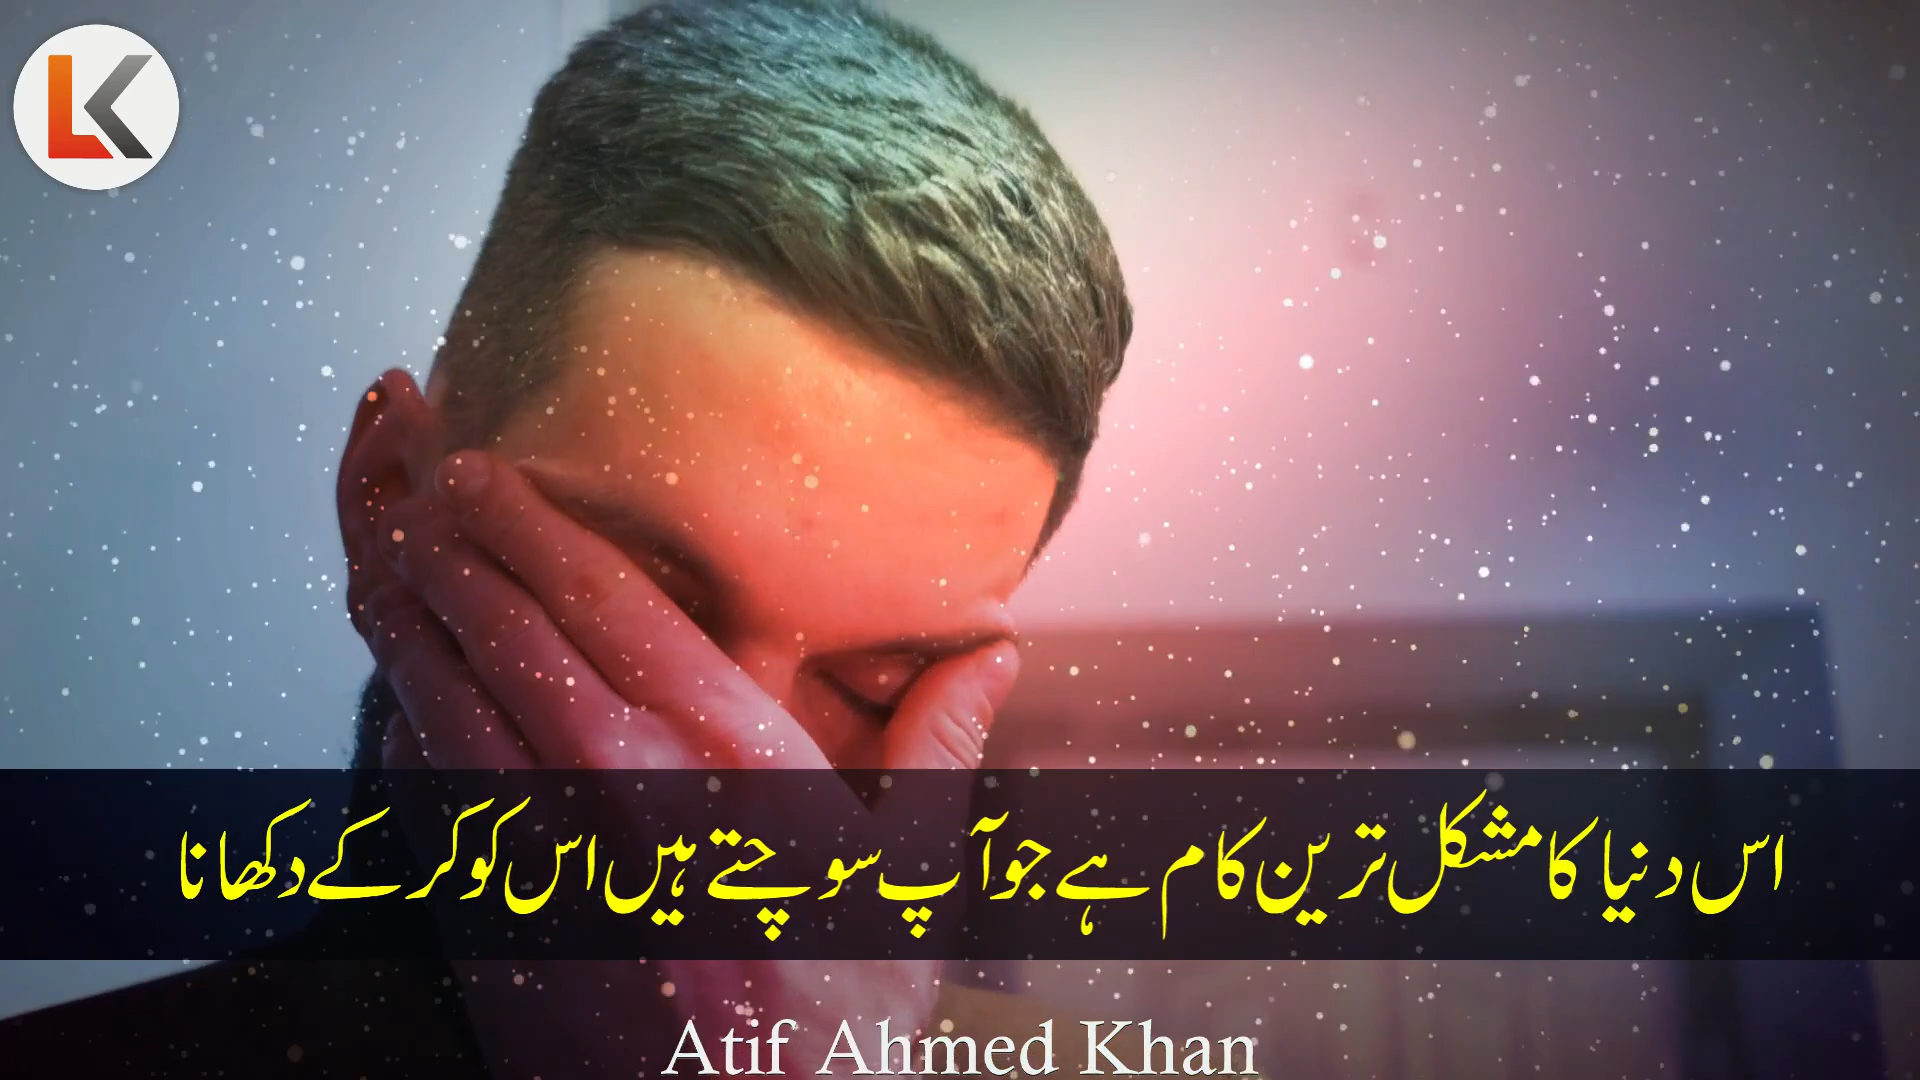 LK
اس دنیا کا مشکل ترین کام ہے جو آپ سوچتے ہیں اس کو کر کے دکھانا
Atif Ahmed Khan